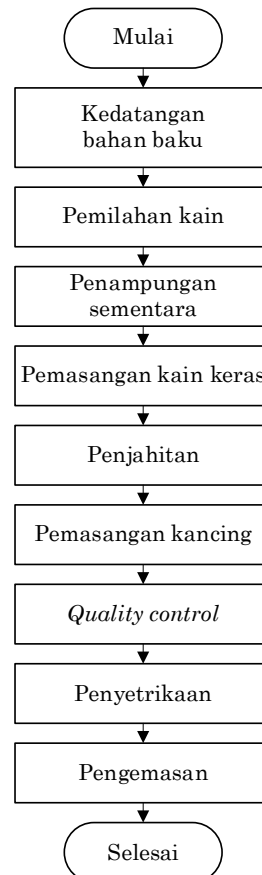 Mulai
Kedatangan
bahan baku
Pemilahan kain
Penampungan
sementara
Pemasangan kain keras
Penjahitan
Pemasangan kancing
Quality control
Penyetrikaan
Pengemasan
Selesai